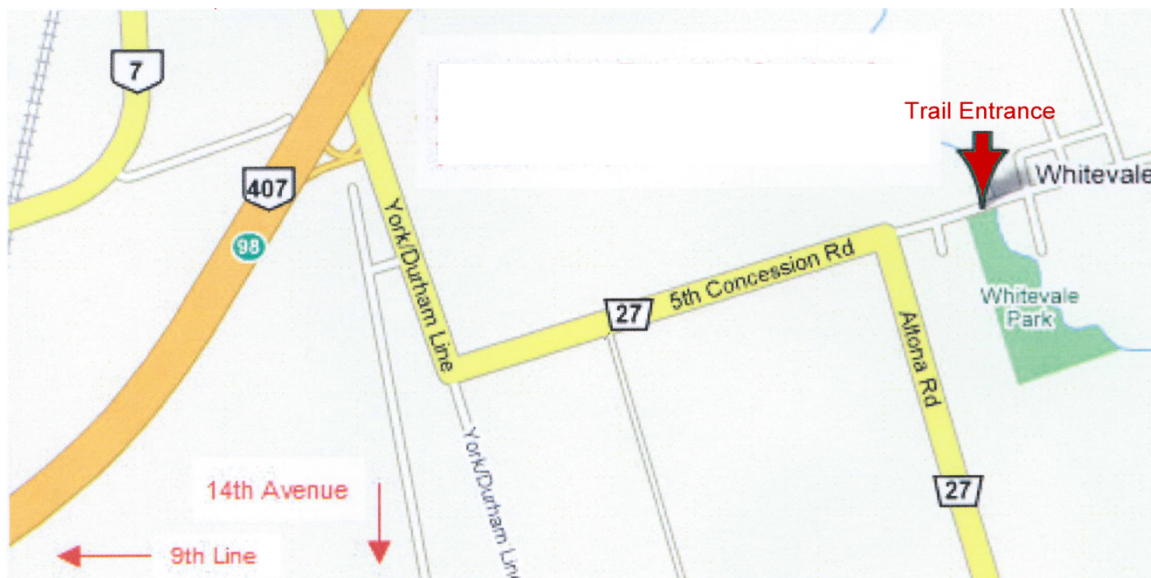 7
Trail Entrance
Whitevale
407
98
York/Durham Line
5th Concession Rd
27
Whitevale
Park
Altona Rd
York/Durham Line
27
14th Avenue
9th Line